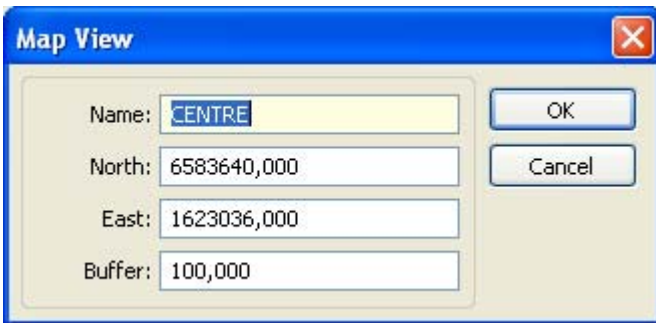 Map View
Name: CENTRE
OK
North: 6583640,000
Cancel
East: 1623036,000
Buffer: 100,000